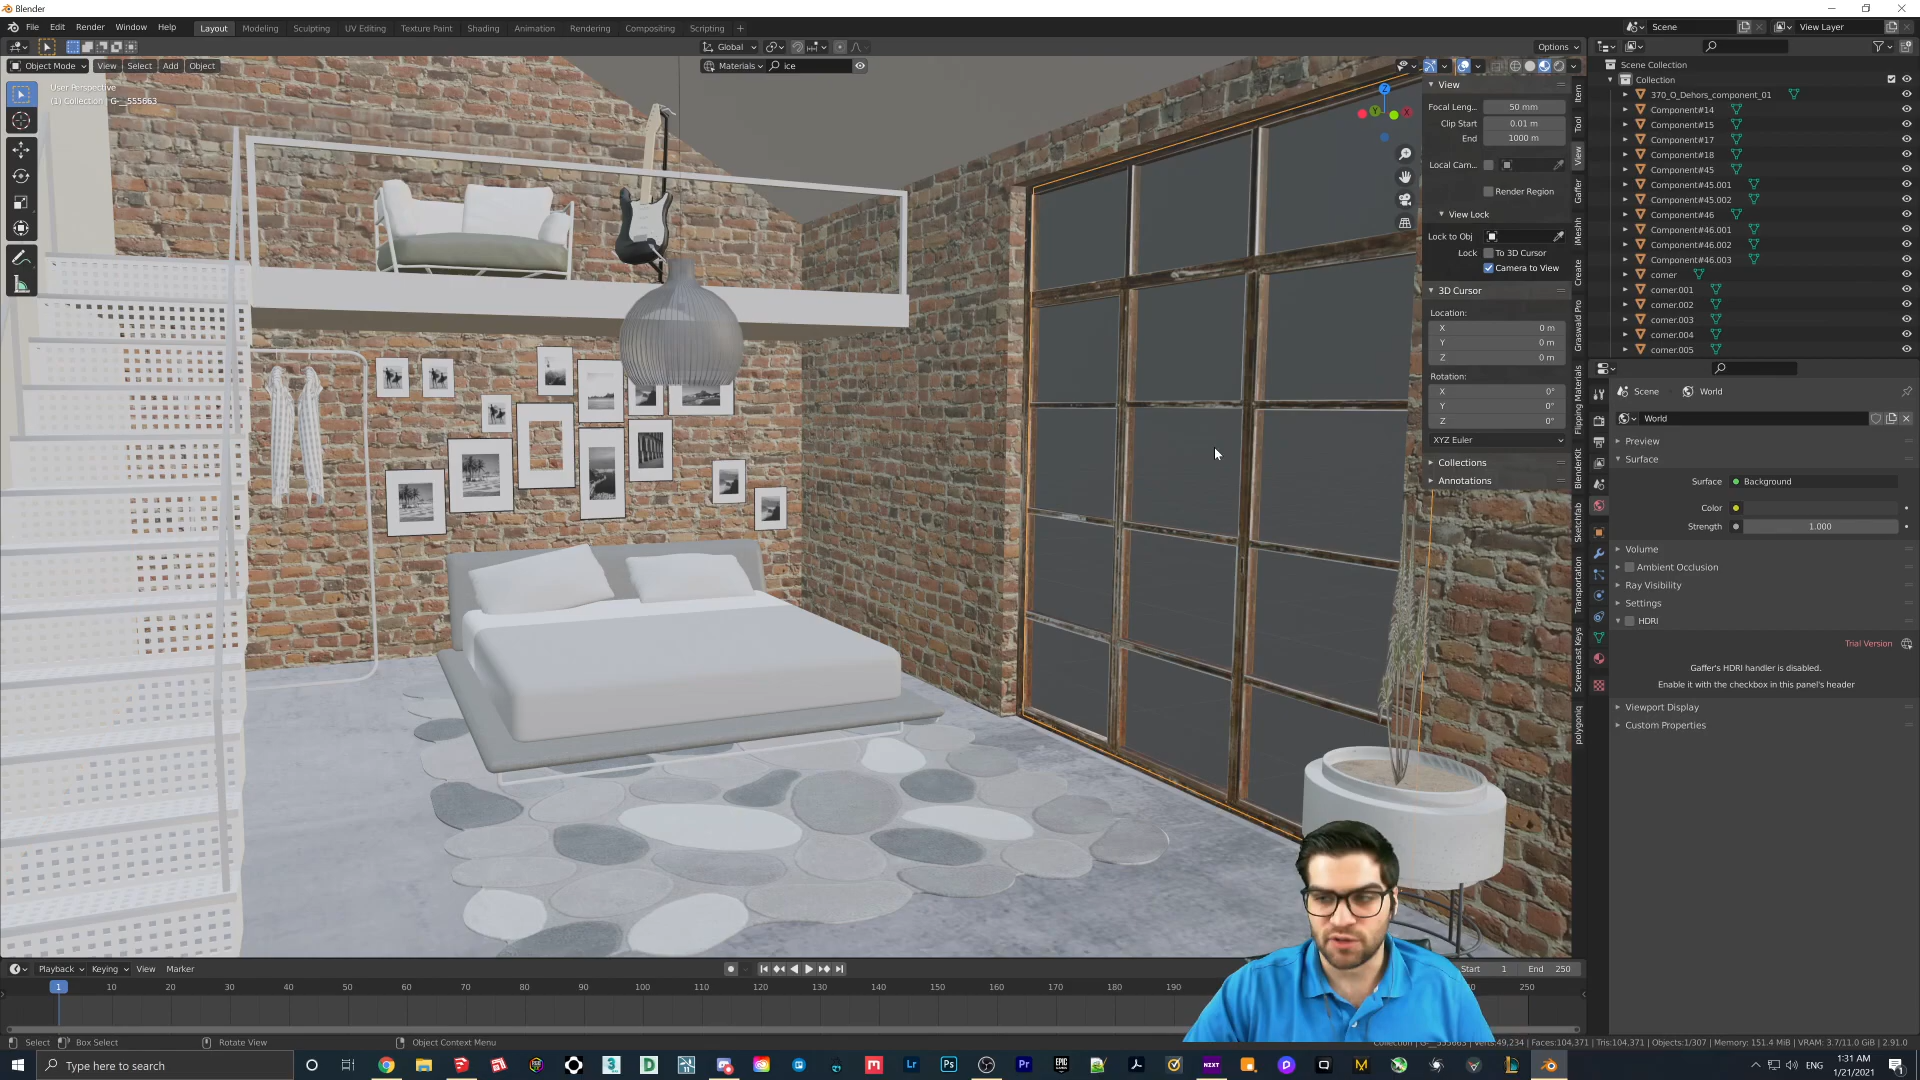 Blender
File Edit Render Window Help
Layout Modeling Sculpting UV Editing Texture Paint Shading Animation Rendering Compositing Scripting +
Scene
View Layer
Global
Options
Object Mode View Select Add Object
Materials ice
User Perspective
(1) Collection | G-__555663
View
Focal Leng... 50 mm
Clip Start 0.01 m
End 1000 m
Local Cam...
Render Region
View Lock
Lock to Obj
Lock To 3D Cursor
Camera to View
3D Cursor
Location:
X 0 m
Y 0 m
Z 0 m
Rotation:
X 0°
Y 0°
Z 0°
XYZ Euler
Collections
Annotations
Item
Tool
View
Gaffer
iMeshh
Create
Graswald Pro
Flipping Materials
BlenderKit
Sketchfab
Transportation
Screencast Keys
polygoniq
Scene Collection
Collection
370_O_Dehors_component_01
Component#14
Component#15
Component#17
Component#18
Component#45
Component#45.001
Component#45.002
Component#46
Component#46.001
Component#46.002
Component#46.003
corner
corner.001
corner.002
corner.003
corner.004
corner.005
Scene World
World
Preview
Surface
Surface Background
Color
Strength 1.000
Volume
Ambient Occlusion
Ray Visibility
Settings
HDRI
Trial Version
Gaffer's HDRI handler is disabled.
Enable it with the checkbox in this panel's header
Viewport Display
Custom Properties
Playback Keying View Marker
Start 1 End 250
1 10 20 30 40 50 60 70 80 90 100 110 120 130 140 150 160 170 180 190 250
Select Box Select Rotate View Object Context Menu
Collection | G-__555663 | Verts:49,234 | Faces:104,371 | Tris:104,371 | Objects:1/307 | Memory: 151.4 MiB | VRAM: 3.7/11.0 GiB | 2.91.0
Type here to search
ENG
1:31 AM
1/21/2021